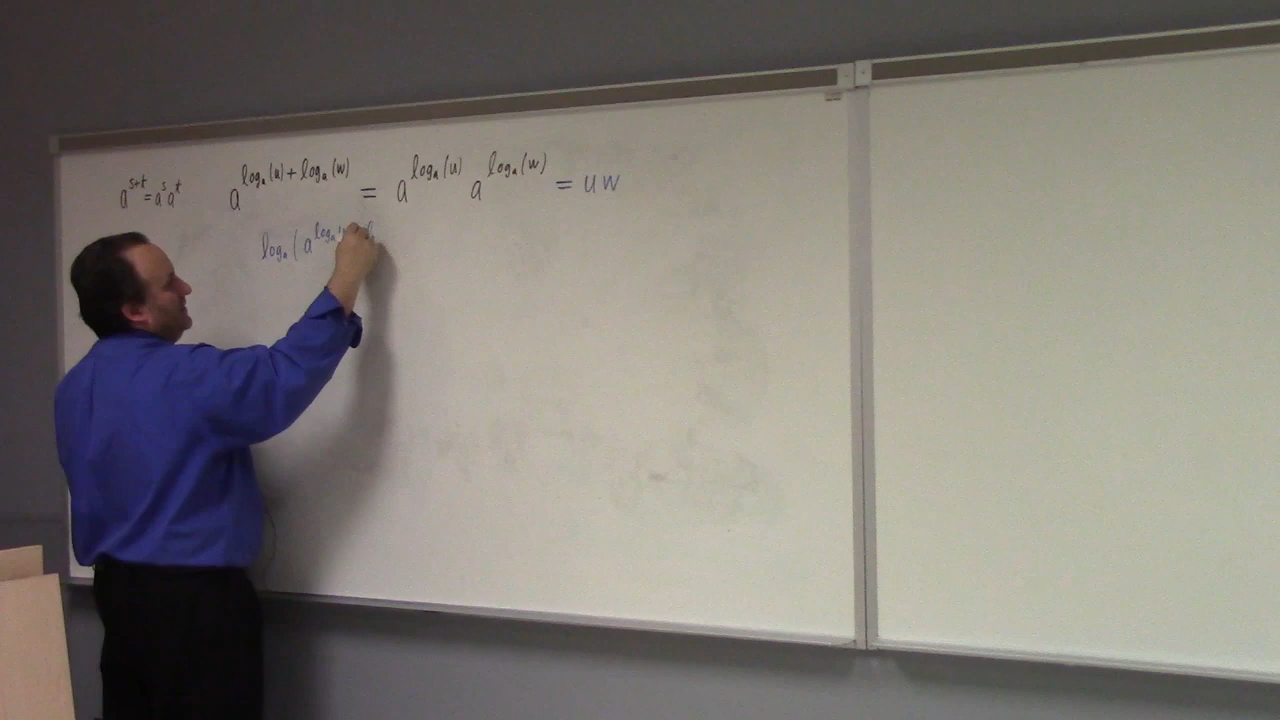 a^{s+t} = a^s a^t a^{log_a(u) + log_a(w)} = a^{log_a(u)} a^{log_a(w)} = uw
log_a(a^{log_a